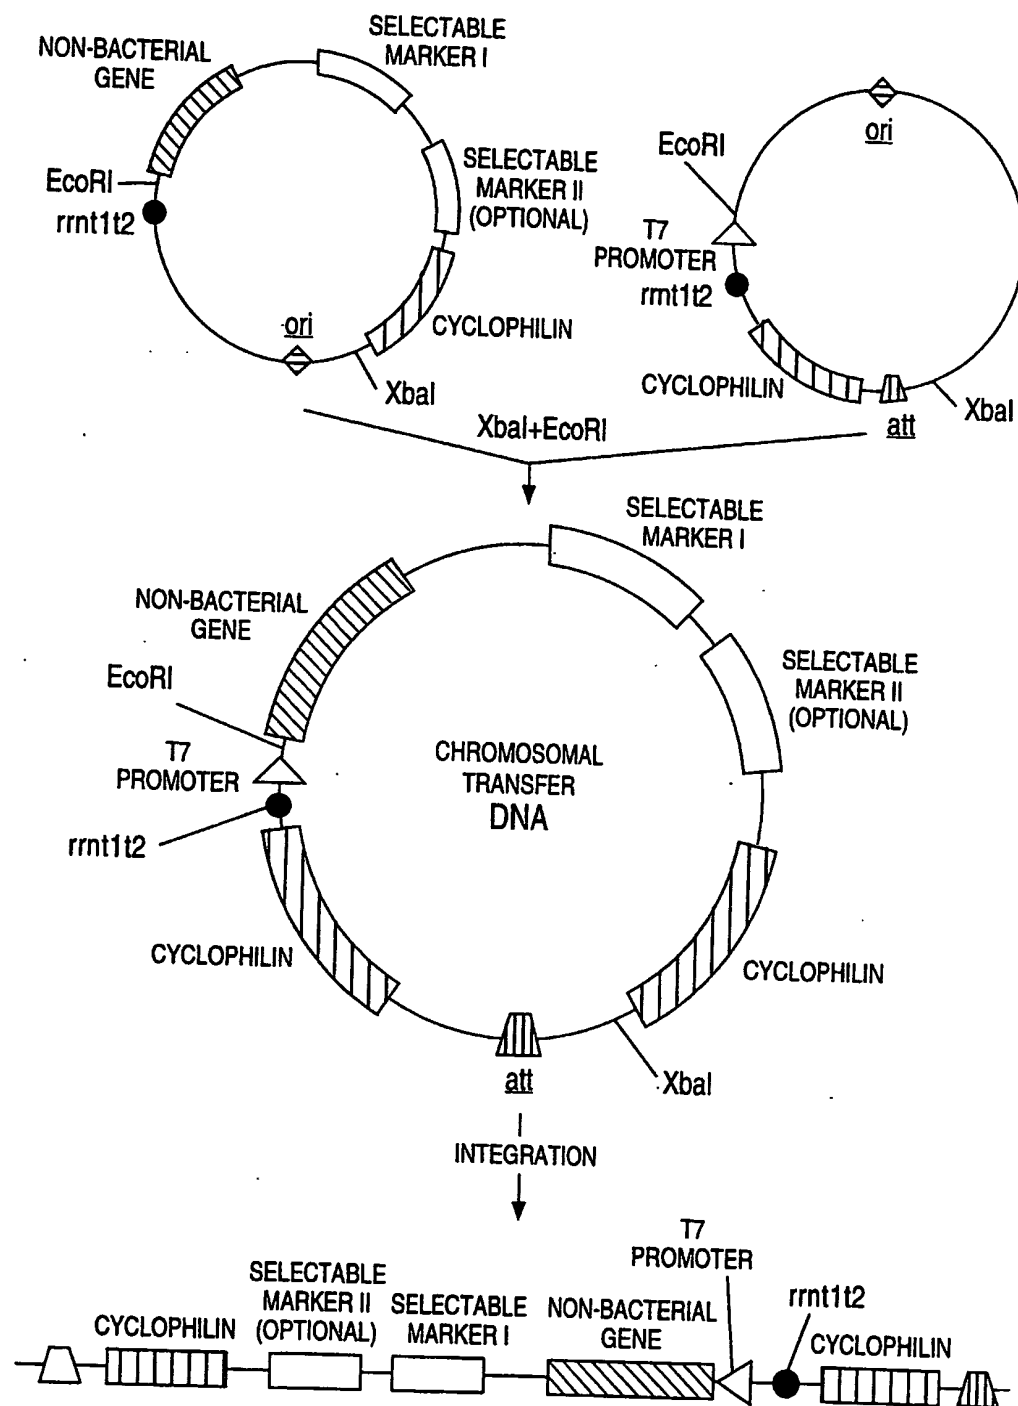 SELECTABLE
MARKER I
NON-BACTERIAL
GENE
EcoRI
rrnt1t2
SELECTABLE
MARKER II
(OPTIONAL)
CYCLOPHILIN
ori
XbaI
ori
EcoRI
T7
PROMOTER
rrnt1t2
CYCLOPHILIN
att
XbaI
XbaI+EcoRI
SELECTABLE
MARKER I
NON-BACTERIAL
GENE
EcoRI
SELECTABLE
MARKER II
(OPTIONAL)
T7
PROMOTER
rrnt1t2
CHROMOSOMAL
TRANSFER
DNA
CYCLOPHILIN
CYCLOPHILIN
att
XbaI
INTEGRATION
T7
PROMOTER
CYCLOPHILIN
SELECTABLE
MARKER II
(OPTIONAL)
SELECTABLE
MARKER I
NON-BACTERIAL
GENE
rrnt1t2
CYCLOPHILIN